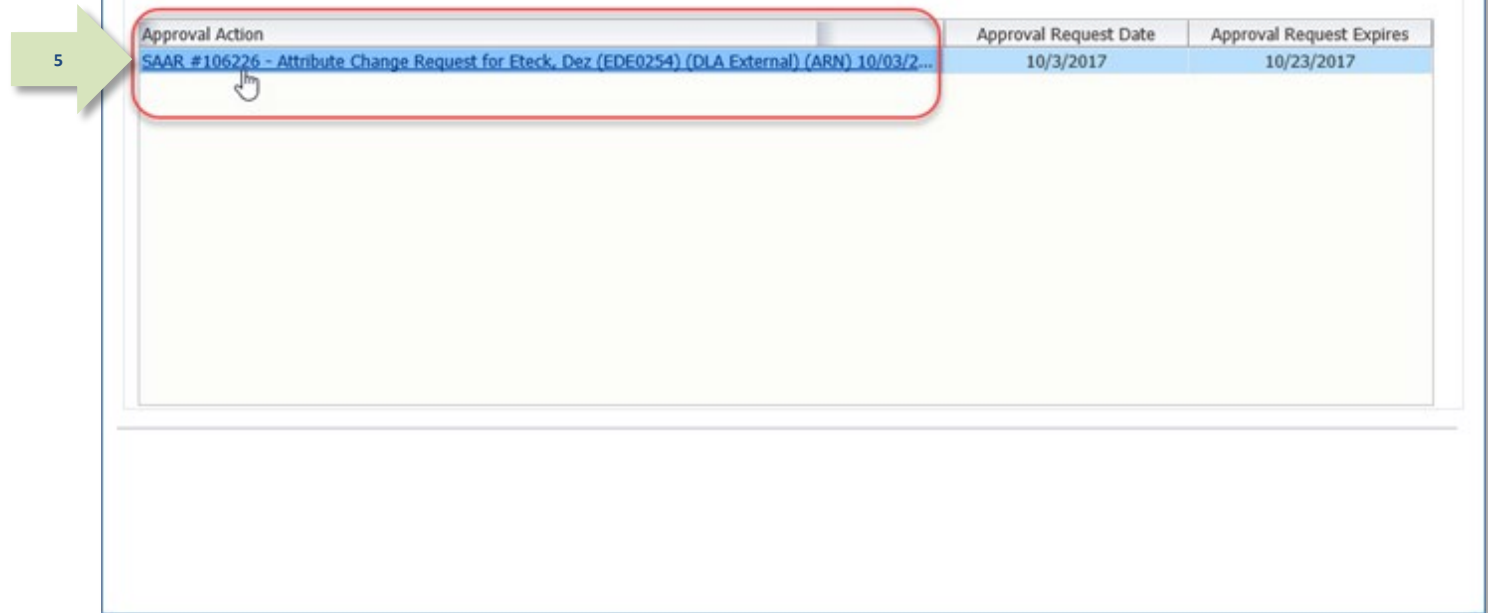 Approval Action Approval Request Date Approval Request Expires
5 SAAR #106226 - Attribute Change Request for Eteck, Dez (EDE0254) (DLA External) (ARN) 10/03/2... 10/3/2017 10/23/2017